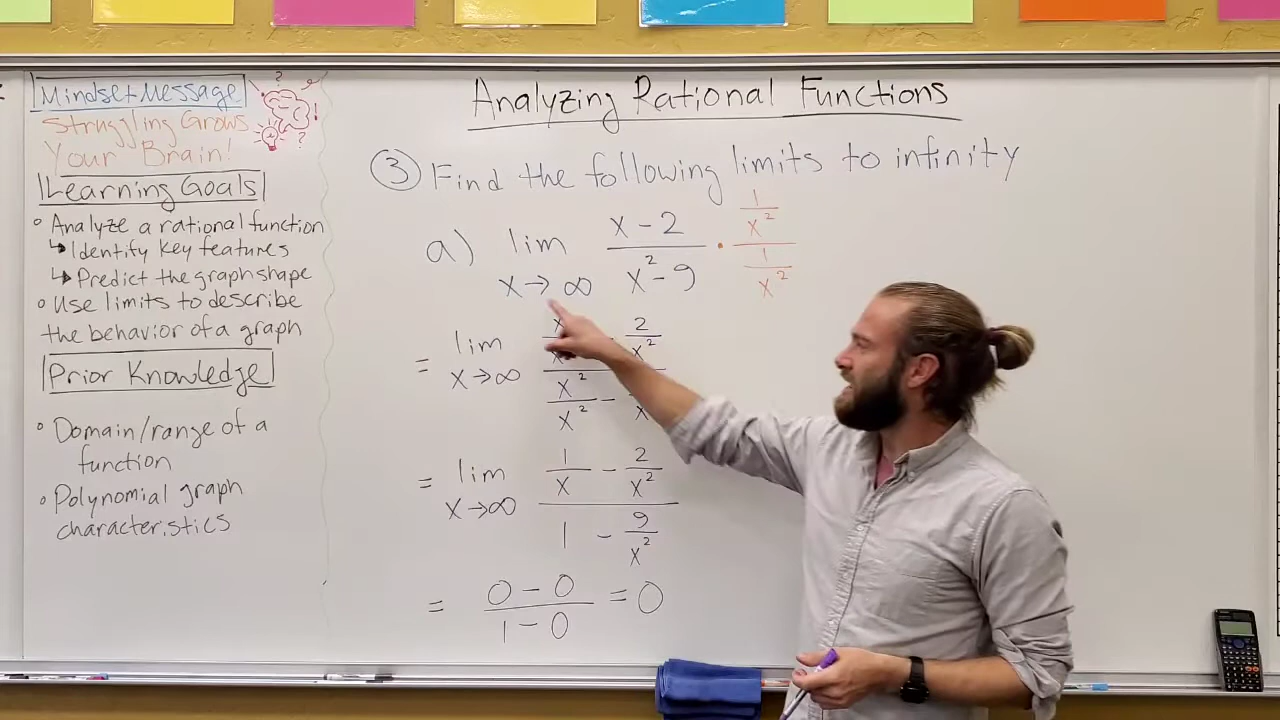 Mindset Message
Struggling Grows
Your Brain!
Learning Goals
◦ Analyze a rational function
↳ Identify key features
↳ Predict the graph shape
◦ Use limits to describe
the behavior of a graph
Prior Knowledge
◦ Domain/range of a
function
◦ Polynomial graph
characteristics
Analyzing Rational Functions
③ Find the following limits to infinity
a) lim x→∞ (x - 2)/(x² - 9) · (1/x²)/(1/x²)
= lim x→∞ (x/ - 2/x²)/(x²/x² - /x)
= lim x→∞ (1/x - 2/x²)/(1 - 9/x²)
= (0 - 0)/(1 - 0) = 0